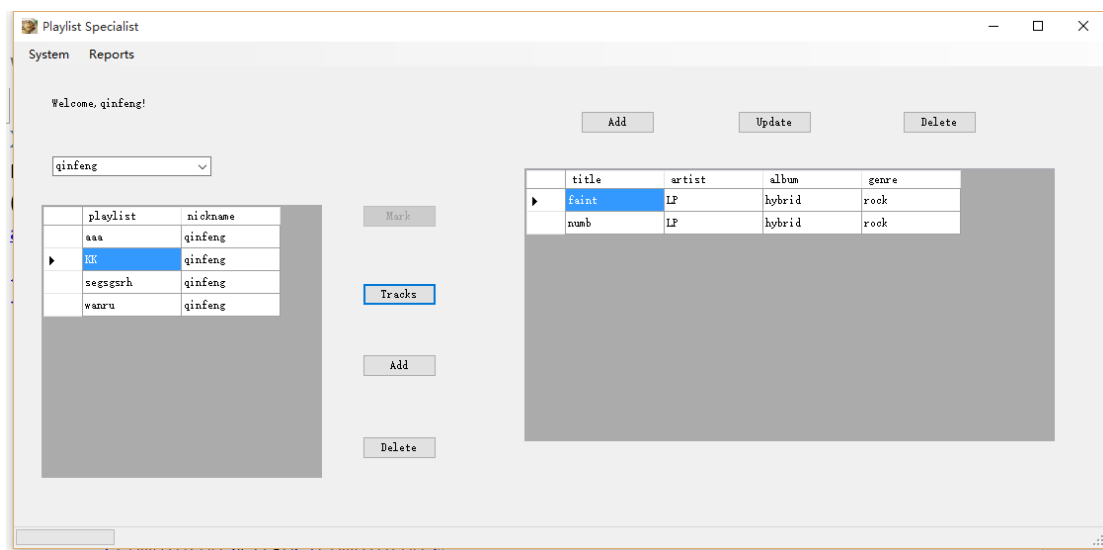 Playlist Specialist
System Reports
Welcome, qinfeng!
Add Update Delete
qinfeng
title artist album genre
faint LP hybrid rock
numb LP hybrid rock
playlist nickname
aaa qinfeng
KK qinfeng
segsgsrh qinfeng
wanru qinfeng
Mark
Tracks
Add
Delete